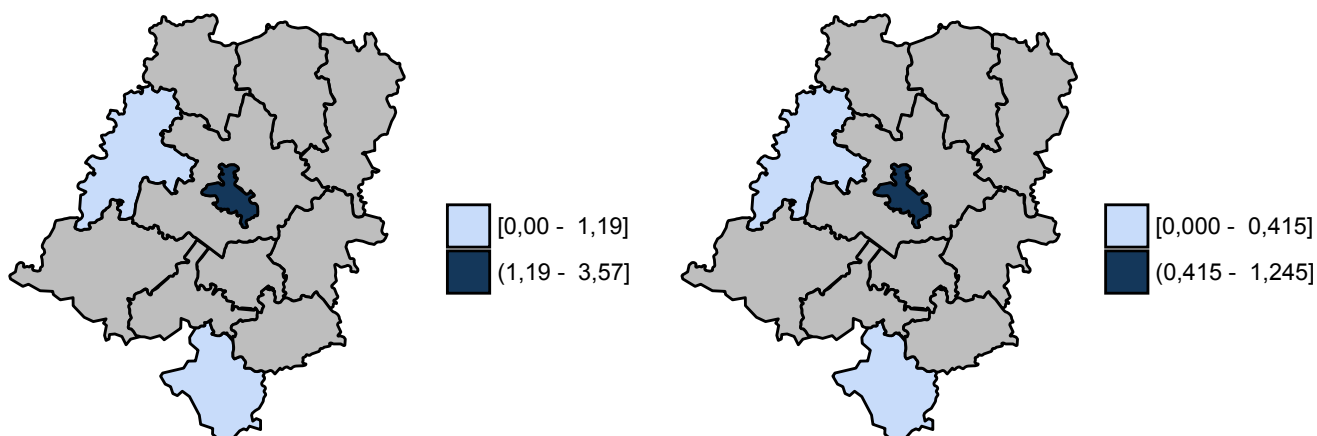 [0,00 - 1,19]
(1,19 - 3,57]
[0,000 - 0,415]
(0,415 - 1,245]